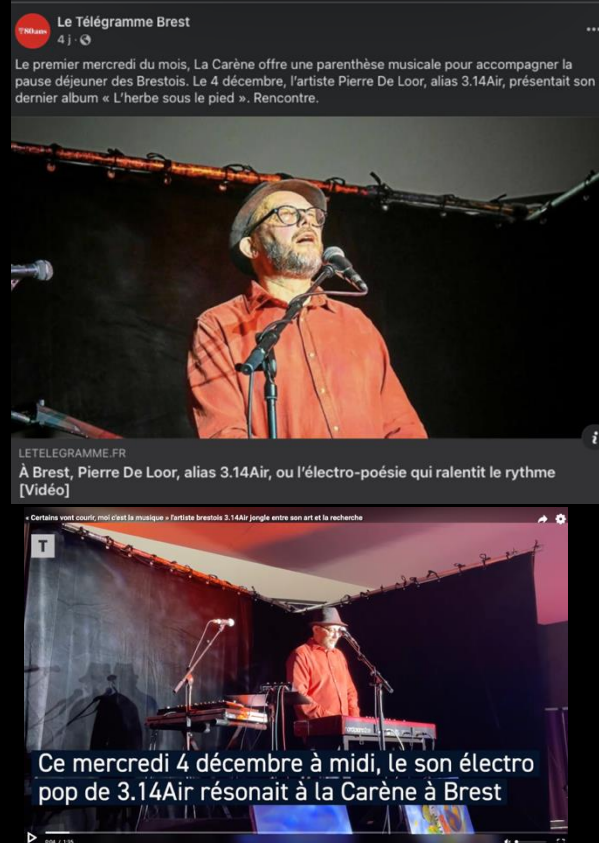 T80ans
Le Télégramme Brest
4 j ·
Le premier mercredi du mois, La Carène offre une parenthèse musicale pour accompagner la
pause déjeuner des Brestois. Le 4 décembre, l'artiste Pierre De Loor, alias 3.14Air, présentait son
dernier album « L'herbe sous le pied ». Rencontre.
i
LETELEGRAMME.FR
À Brest, Pierre De Loor, alias 3.14Air, ou l'électro-poésie qui ralentit le rythme
[Vidéo]
« Certains vont courir, moi c'est la musique » l'artiste brestois 3.14Air jongle entre son art et la recherche
T
Ce mercredi 4 décembre à midi, le son électro
pop de 3.14Air résonait à la Carène à Brest